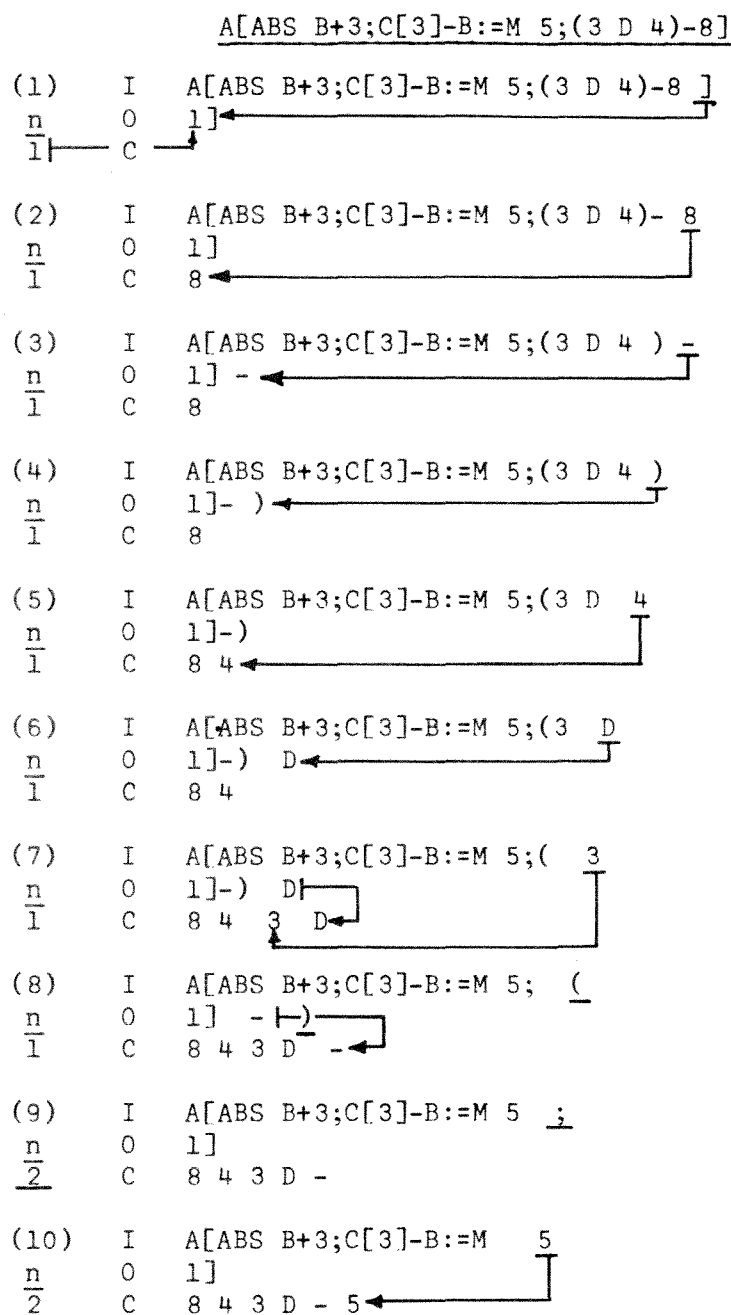 A[ABS B+3;C[3]-B:=M 5;(3 D 4)-8]
(1) I A[ABS B+3;C[3]-B:=M 5;(3 D 4)-8 ]
n O 1]
1 C
(2) I A[ABS B+3;C[3]-B:=M 5;(3 D 4)- 8
n O 1]
1 C 8
(3) I A[ABS B+3;C[3]-B:=M 5;(3 D 4 ) -
n O 1] -
1 C 8
(4) I A[ABS B+3;C[3]-B:=M 5;(3 D 4 )
n O 1]- )
1 C 8
(5) I A[ABS B+3;C[3]-B:=M 5;(3 D 4
n O 1]-)
1 C 8 4
(6) I A[ABS B+3;C[3]-B:=M 5;(3 D
n O 1]-) D
1 C 8 4
(7) I A[ABS B+3;C[3]-B:=M 5;( 3
n O 1]-) D
1 C 8 4 3 D
(8) I A[ABS B+3;C[3]-B:=M 5; (
n O 1] - )
1 C 8 4 3 D -
(9) I A[ABS B+3;C[3]-B:=M 5 ;
n O 1]
2 C 8 4 3 D -
(10) I A[ABS B+3;C[3]-B:=M 5
n O 1]
2 C 8 4 3 D - 5